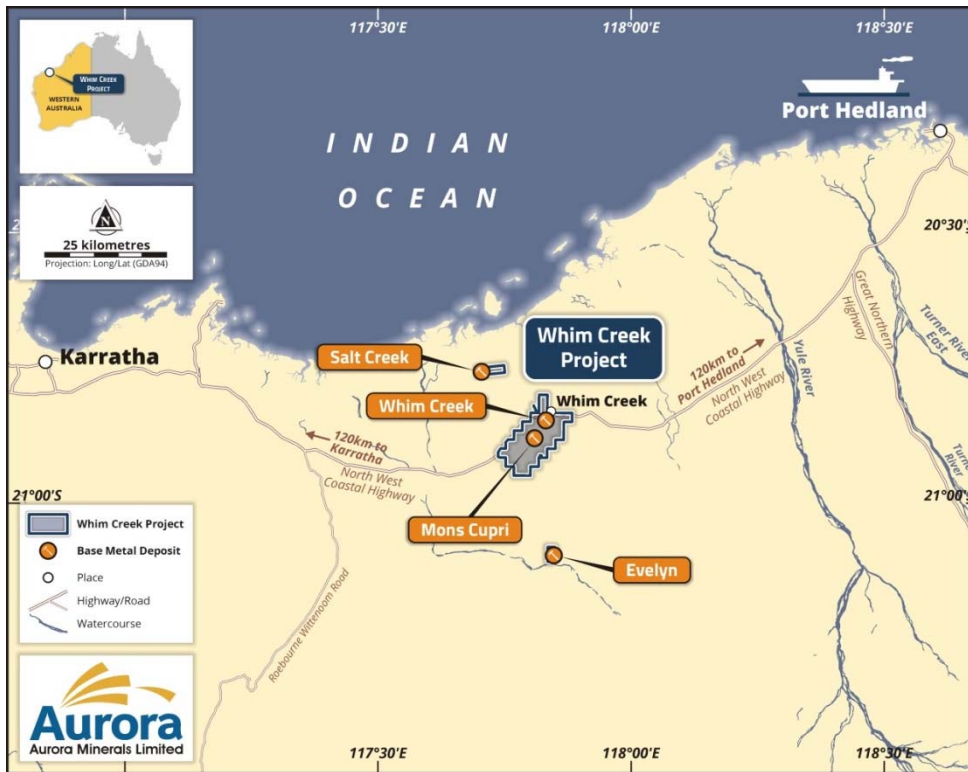 117°30'E
118°00'E
118°30'E
WHIM CREEK
PROJECT
WESTERN
AUSTRALIA
INDIAN
OCEAN
Port Hedland
N
25 kilometres
Projection: Long/Lat (GDA94)
20°30'
Karratha
Salt Creek
Whim Creek
Project
Whim Creek
Whim Creek
120km to
Port Hedland
North West
Coastal Highway
Great Northern
Highway
Turner River
East
Yule River
120km to
Karratha
North West
Coastal Highway
Turner
River
21°00'S
21°00'S
Mons Cupri
Evelyn
Roebourne Wittenoom Road
Whim Creek Project
Base Metal Deposit
Place
Highway/Road
Watercourse
Aurora
Aurora Minerals Limited
117°30'E
118°00'E
118°30'E